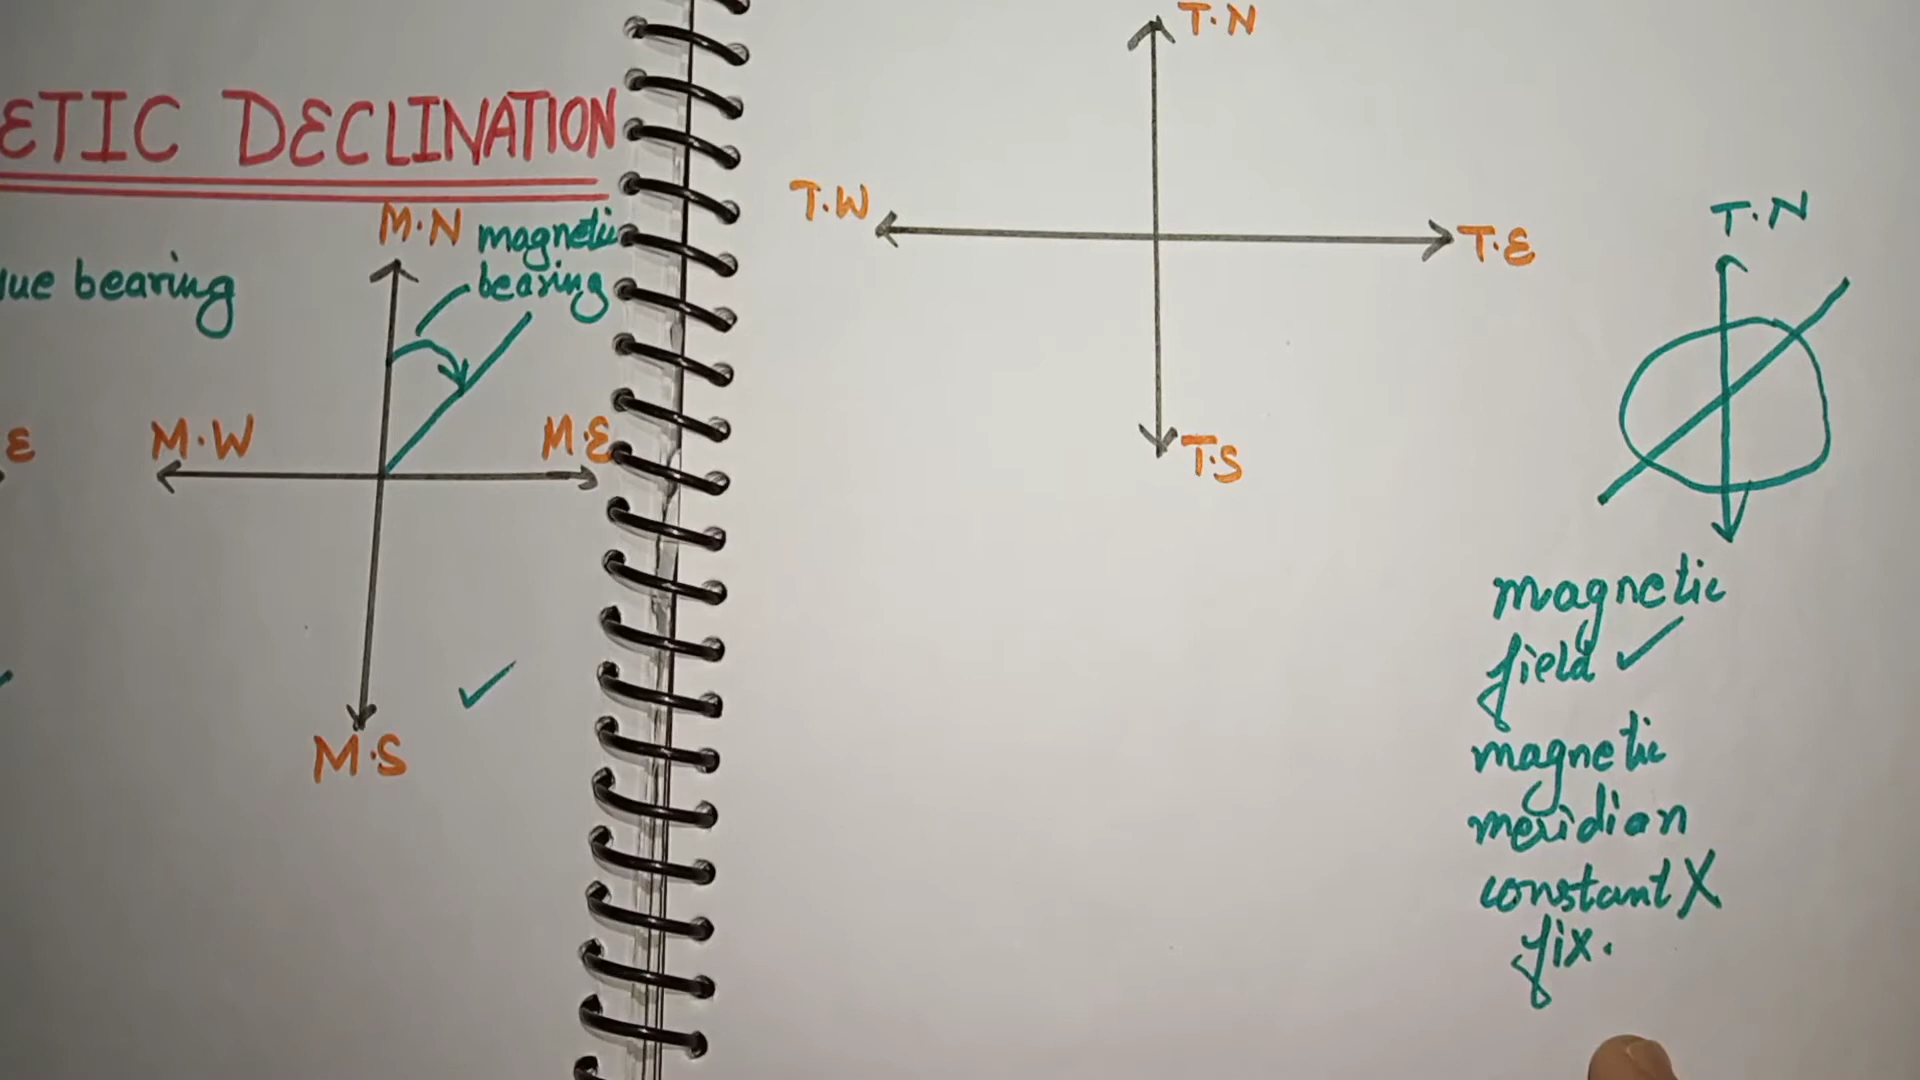 ETIC DECLINATION
M.N
magnetic
bearing
ue bearing
E
M.W
M.E
M.S
T.N
T.W
T.E
T.S
T.N
magnetic
field ✓
magnetic
meridian
constant X
fix.